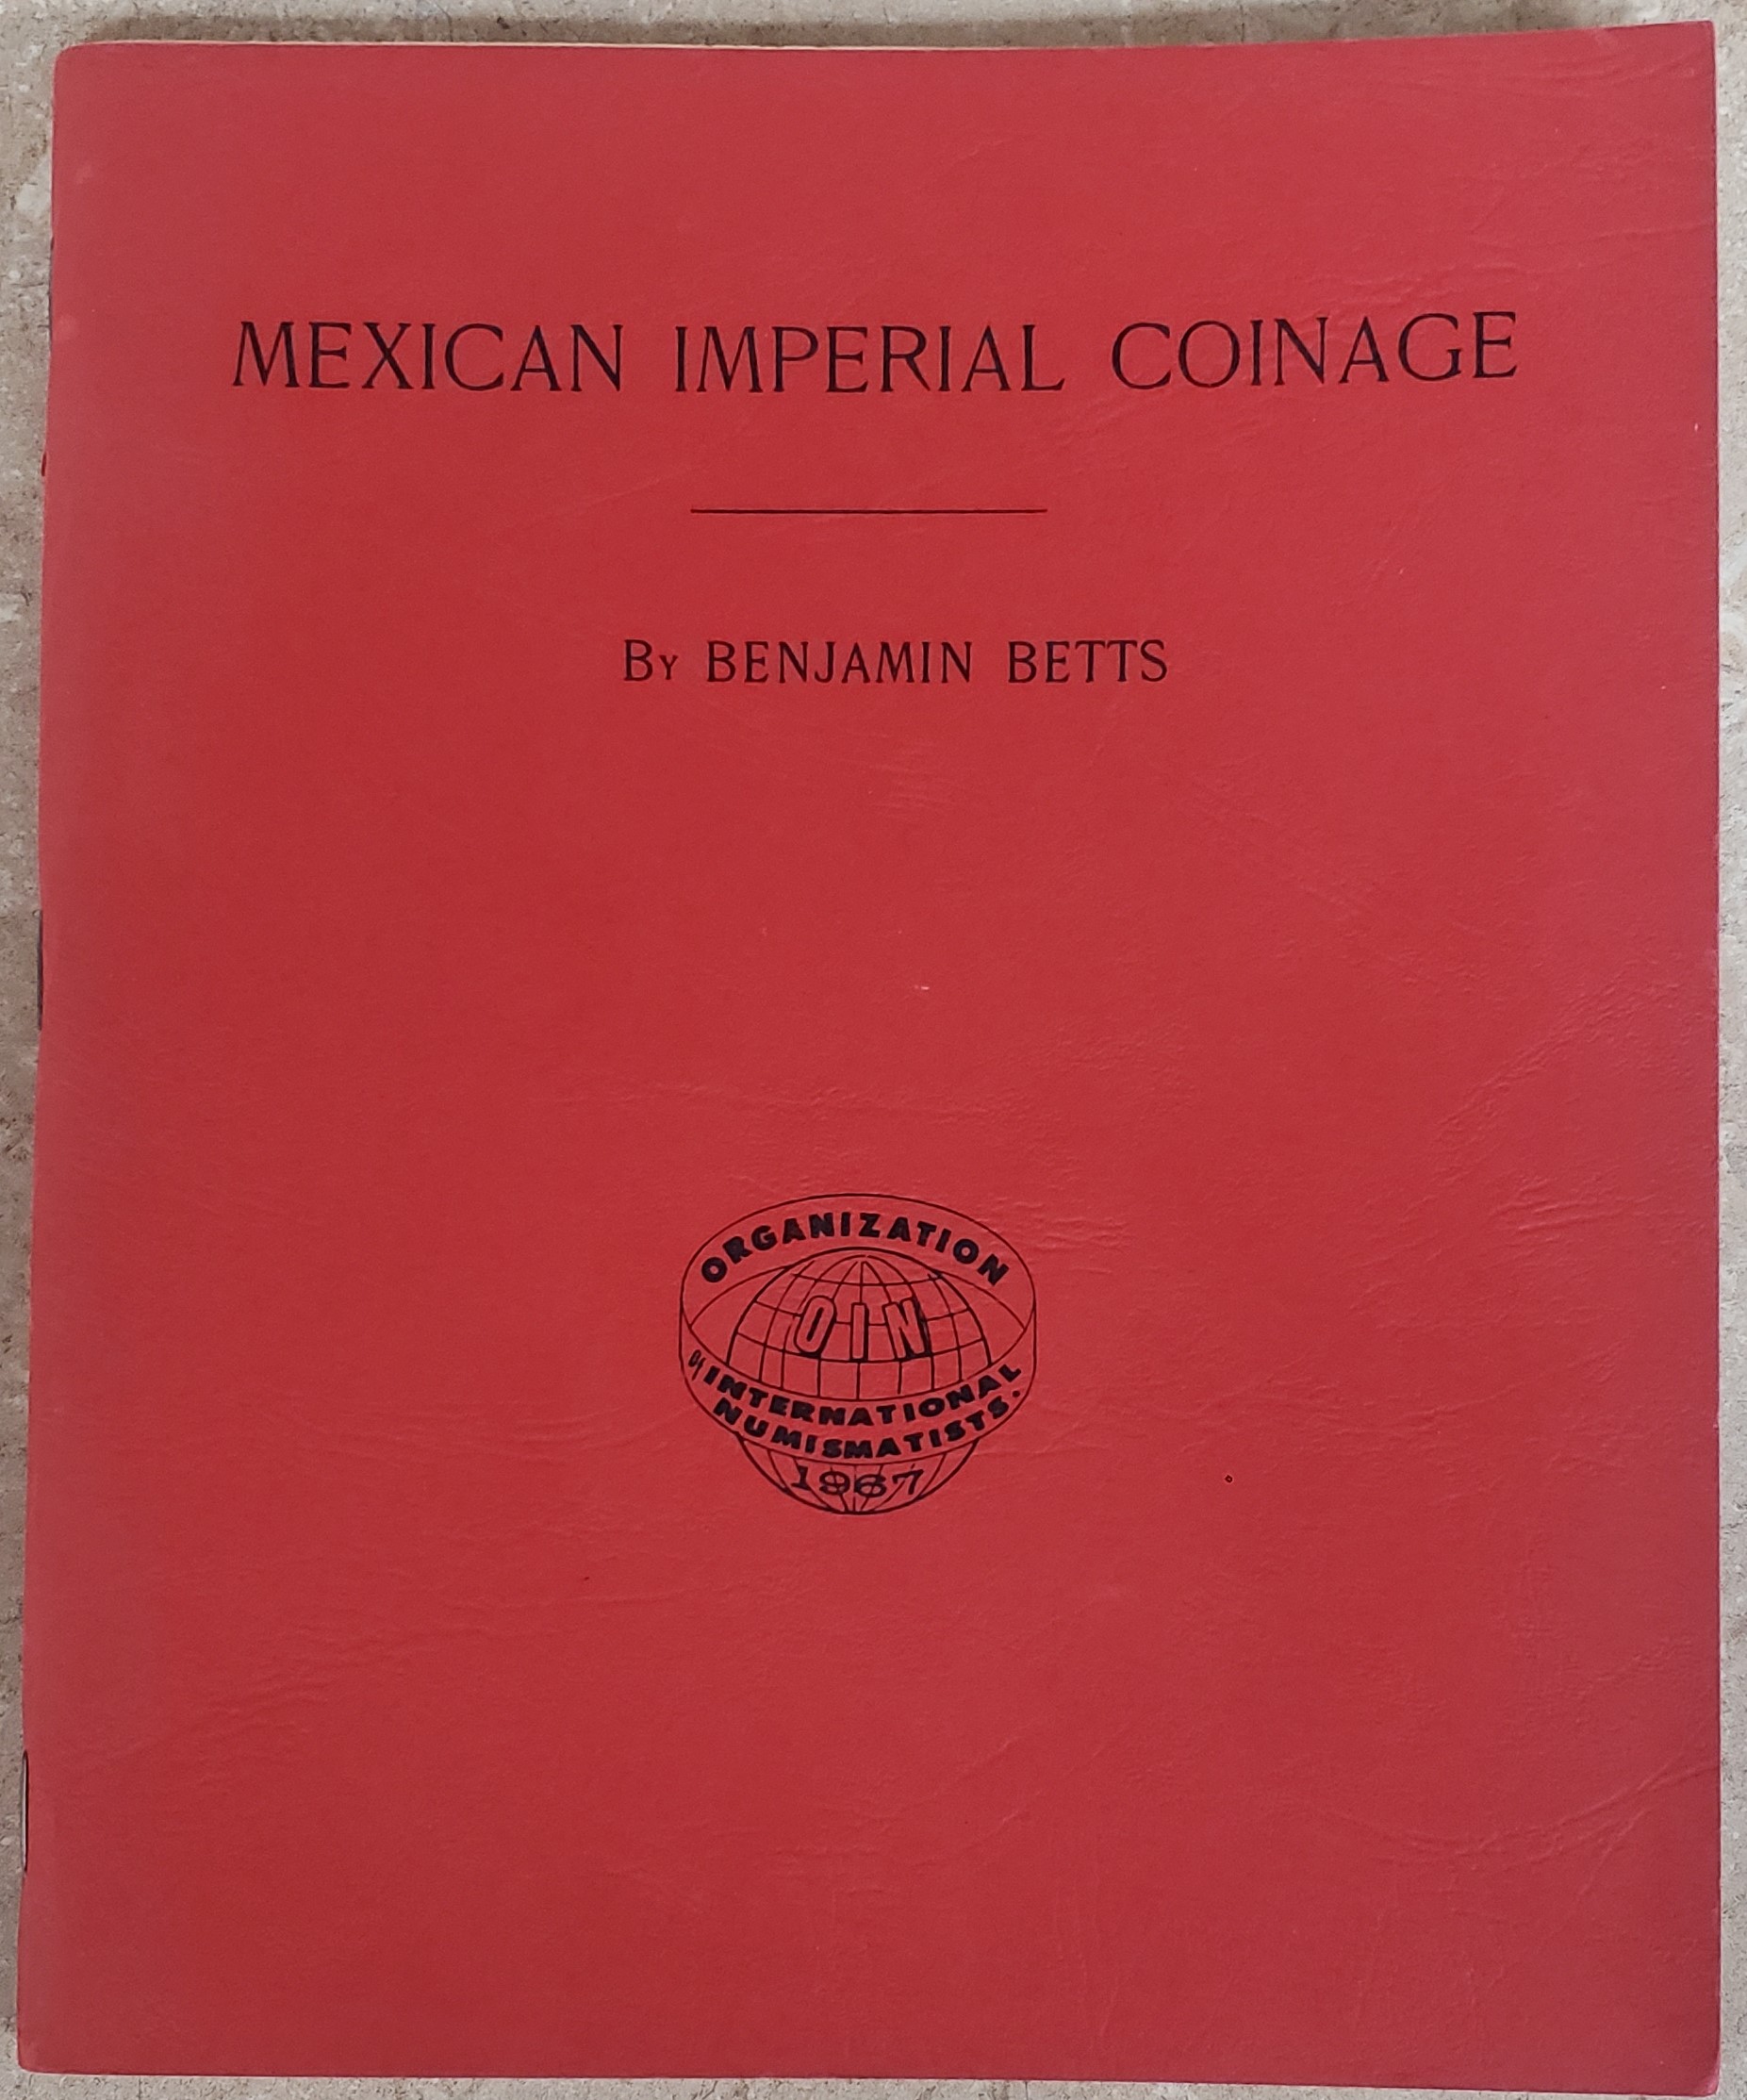 MEXICAN IMPERIAL COINAGE
By BENJAMIN BETTS
ORGANIZATION
OIN
of INTERNATIONAL
NUMISMATISTS.
1967